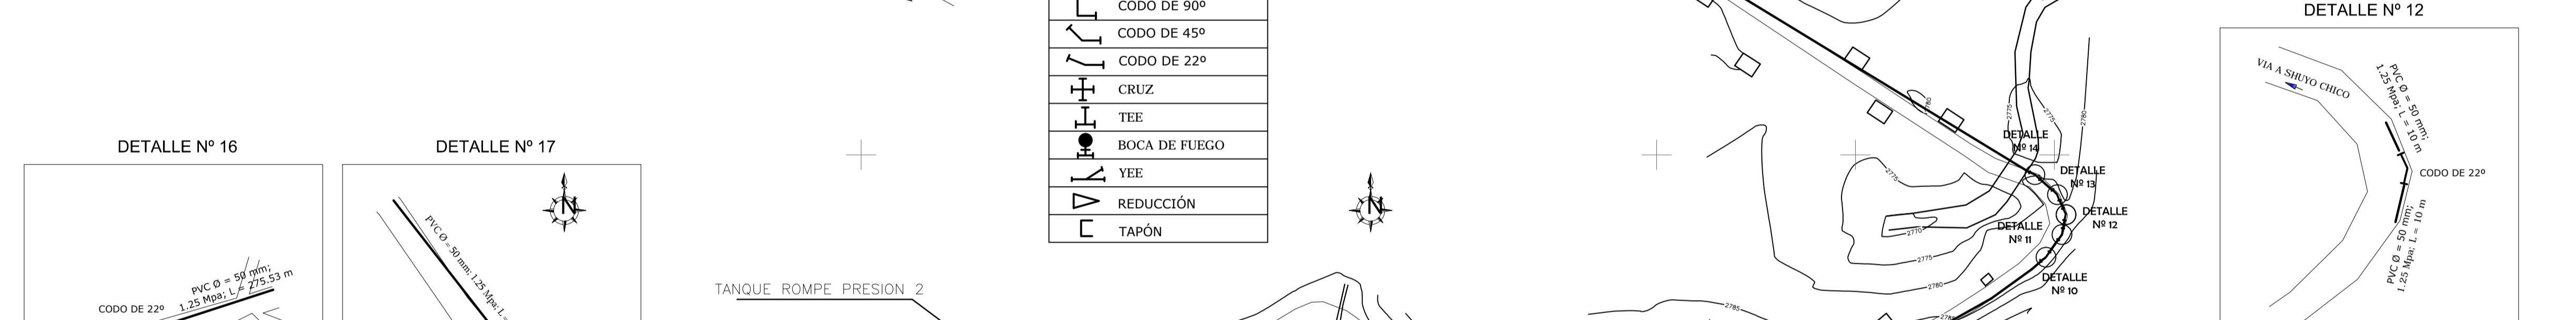 DETALLE Nº 16
PVC Ø = 50 mm;
1.25 Mpa; L = 275.53 m
CODO DE 22º
DETALLE Nº 17
N
PVC Ø = 50 mm; 1.25 Mpa; L =
TANQUE ROMPE PRESION 2
CODO DE 90º
CODO DE 45º
CODO DE 22º
CRUZ
TEE
BOCA DE FUEGO
YEE
REDUCCIÓN
TAPÓN
N
2780
2775
2775
2780
DETALLE
Nº 14
DETALLE
Nº 13
DETALLE
Nº 12
DETALLE
Nº 11
DETALLE
Nº 10
2775
2770
2775
2780
2785
DETALLE Nº 12
VIA A SHUYO CHICO
PVC Ø = 50 mm;
1.25 Mpa; L = 10 m
CODO DE 22º
PVC Ø = 50 mm;
1.25 Mpa; L = 10 m